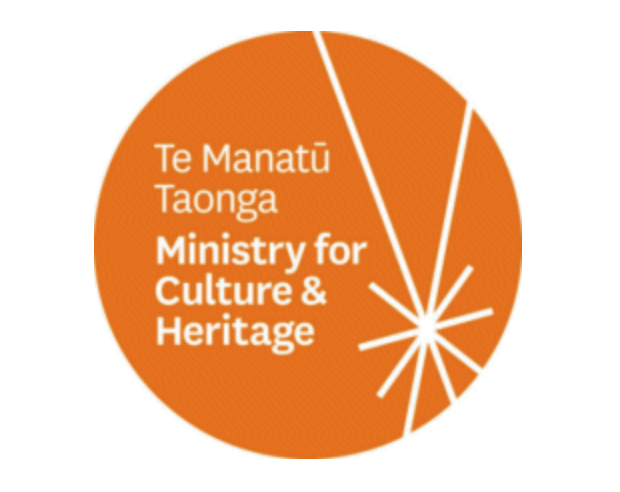 Te Manatū
Taonga
Ministry for
Culture &
Heritage